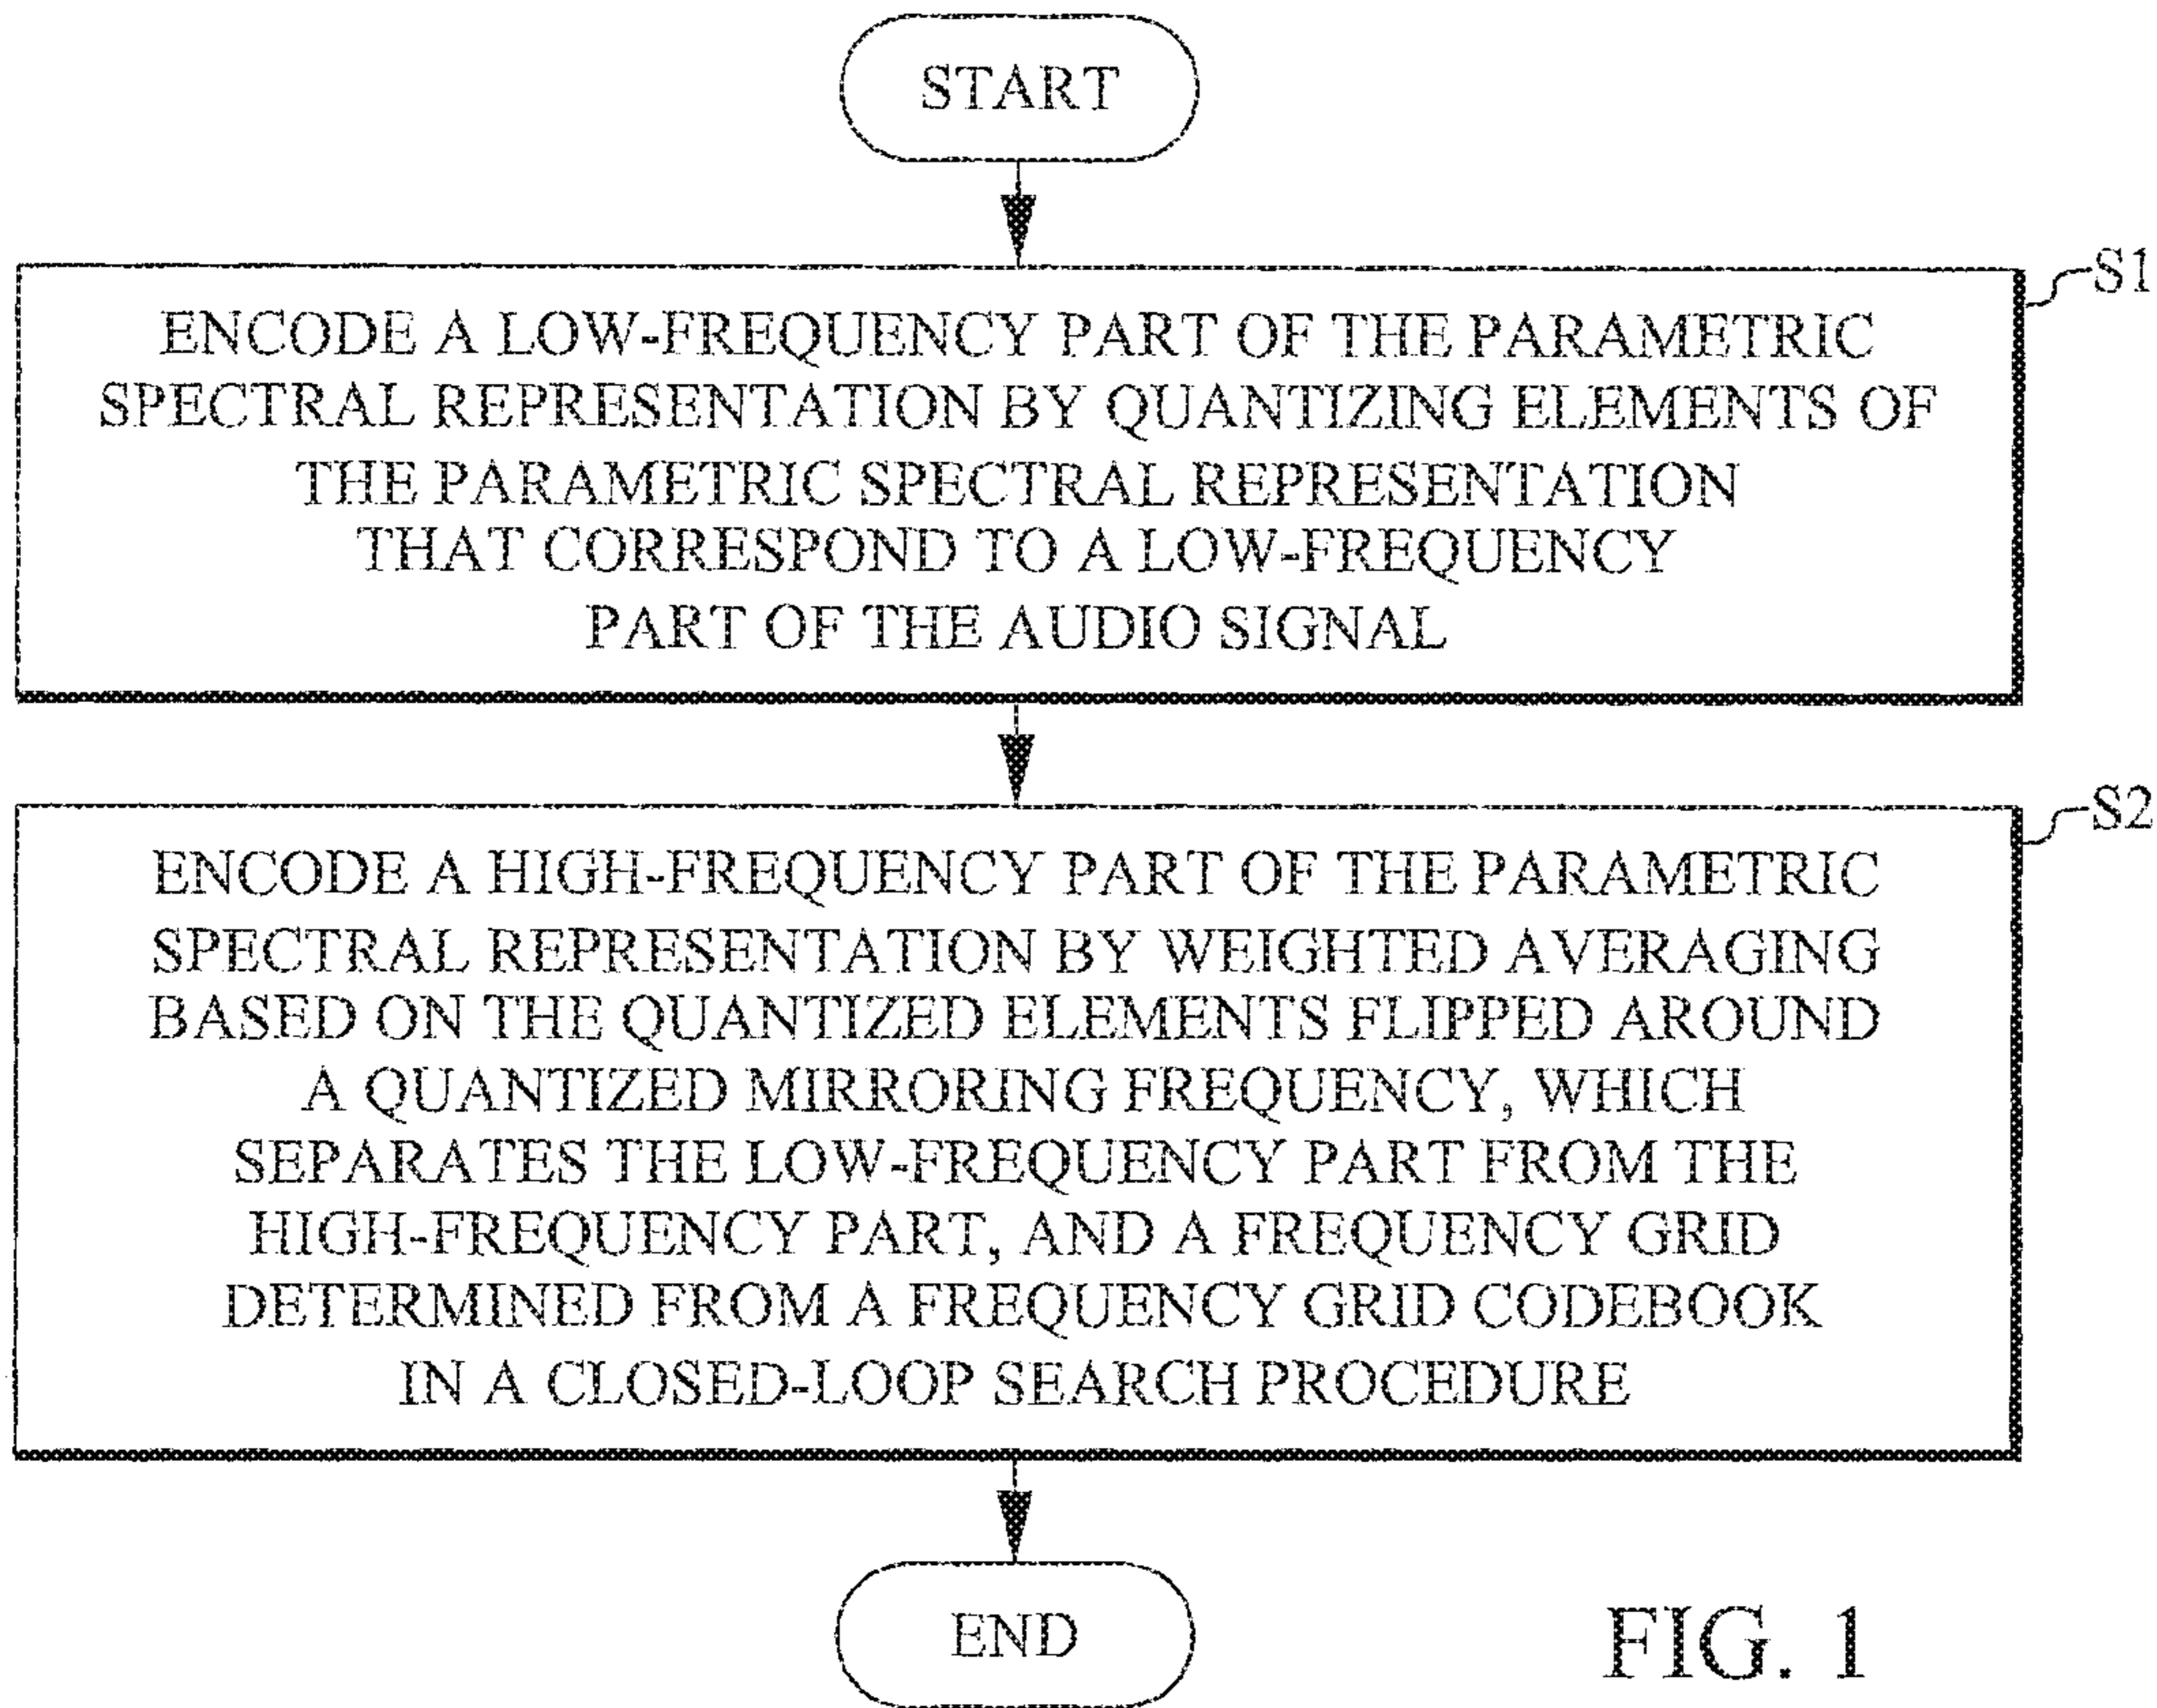 START
S1
ENCODE A LOW-FREQUENCY PART OF THE PARAMETRIC
SPECTRAL REPRESENTATION BY QUANTIZING ELEMENTS OF
THE PARAMETRIC SPECTRAL REPRESENTATION
THAT CORRESPOND TO A LOW-FREQUENCY
PART OF THE AUDIO SIGNAL
S2
ENCODE A HIGH-FREQUENCY PART OF THE PARAMETRIC
SPECTRAL REPRESENTATION BY WEIGHTED AVERAGING
BASED ON THE QUANTIZED ELEMENTS FLIPPED AROUND
A QUANTIZED MIRRORING FREQUENCY, WHICH
SEPARATES THE LOW-FREQUENCY PART FROM THE
HIGH-FREQUENCY PART, AND A FREQUENCY GRID
DETERMINED FROM A FREQUENCY GRID CODEBOOK
IN A CLOSED-LOOP SEARCH PROCEDURE
END
FIG. 1